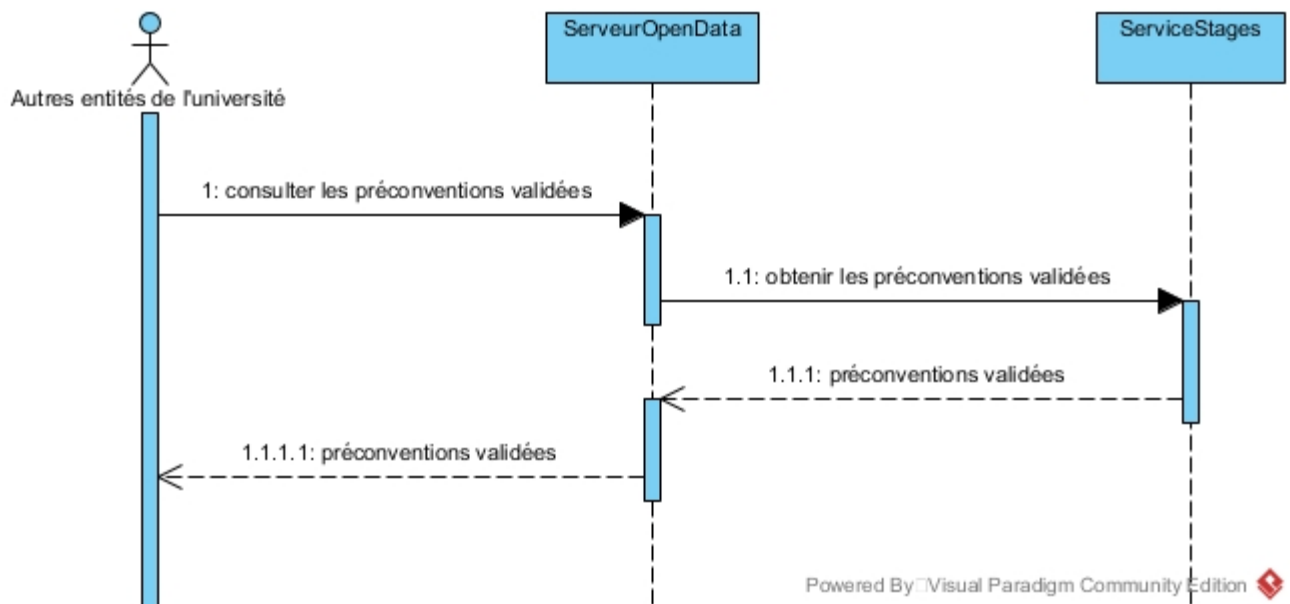 ServeurOpenData
ServiceStages
Autres entités de l'université
1: consulter les préconventions validées
1.1: obtenir les préconventions validées
1.1.1: préconventions validées
1.1.1.1: préconventions validées
Powered By Visual Paradigm Community Edition